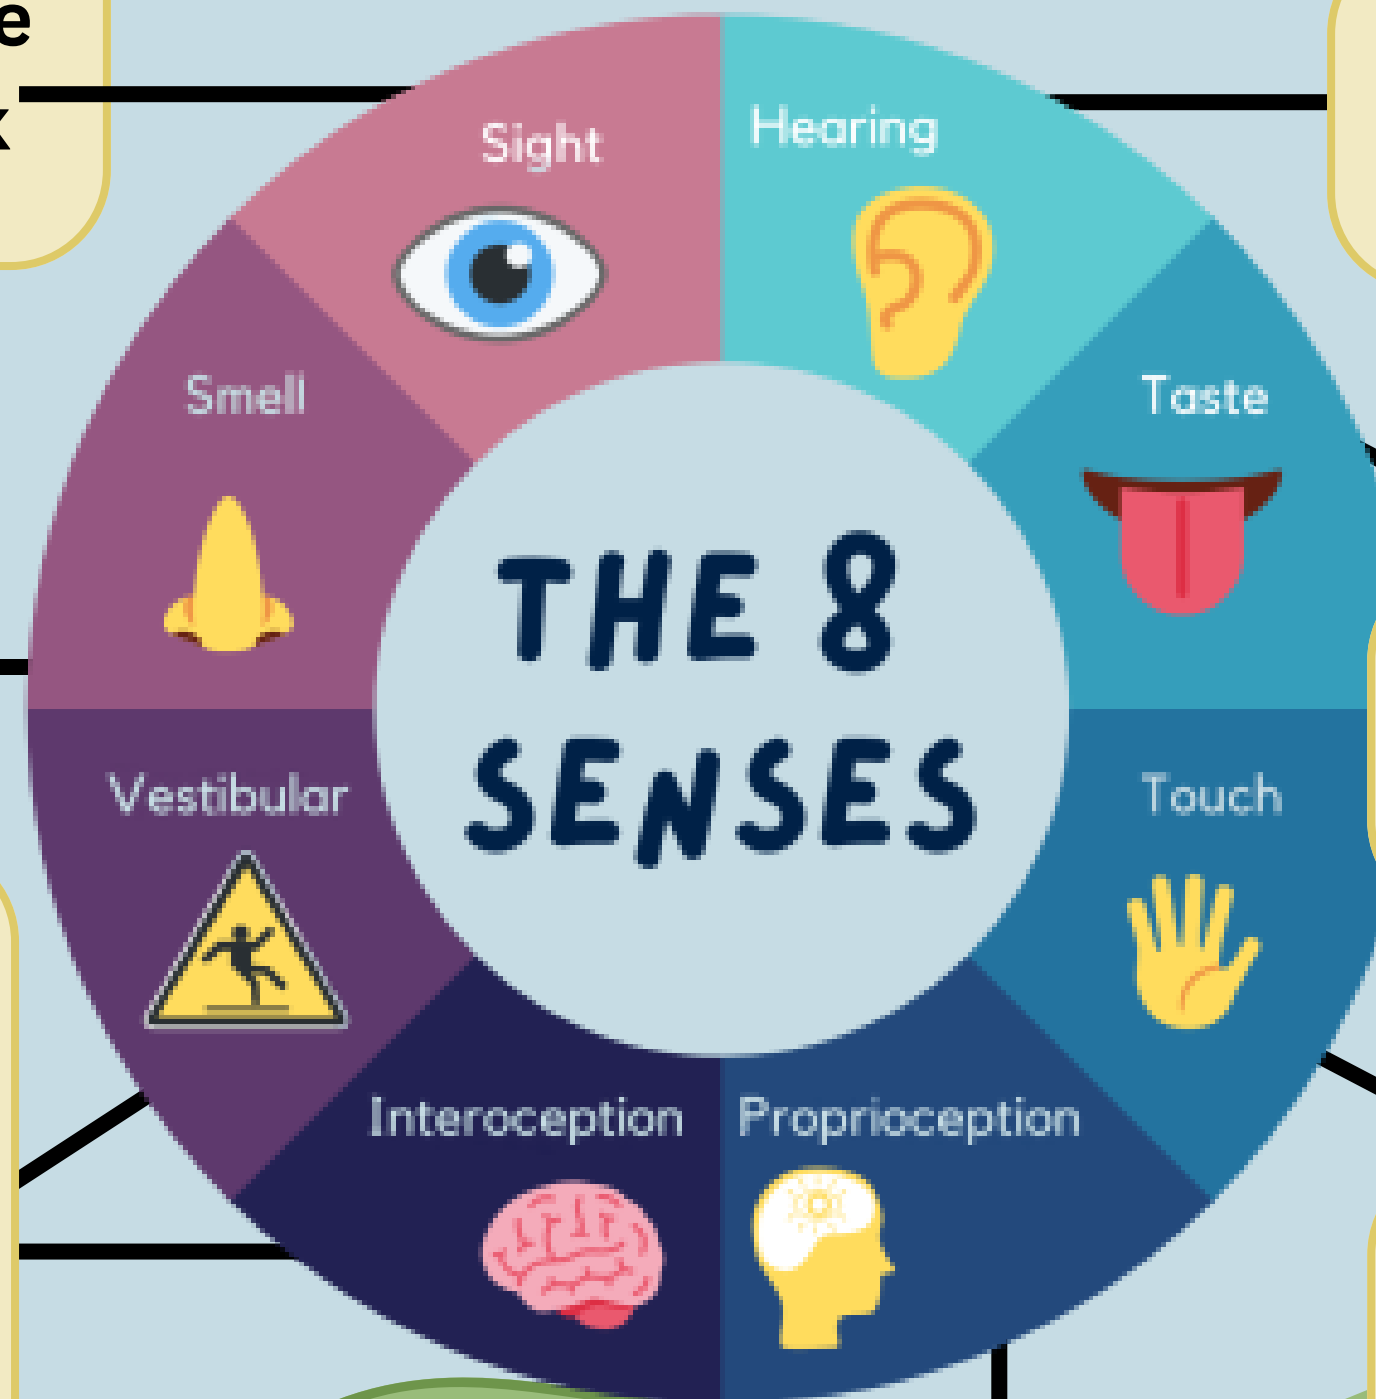 Sight
Hearing
Smell
Taste
THE 8
SENSES
Vestibular
Touch
Interoception
Proprioception